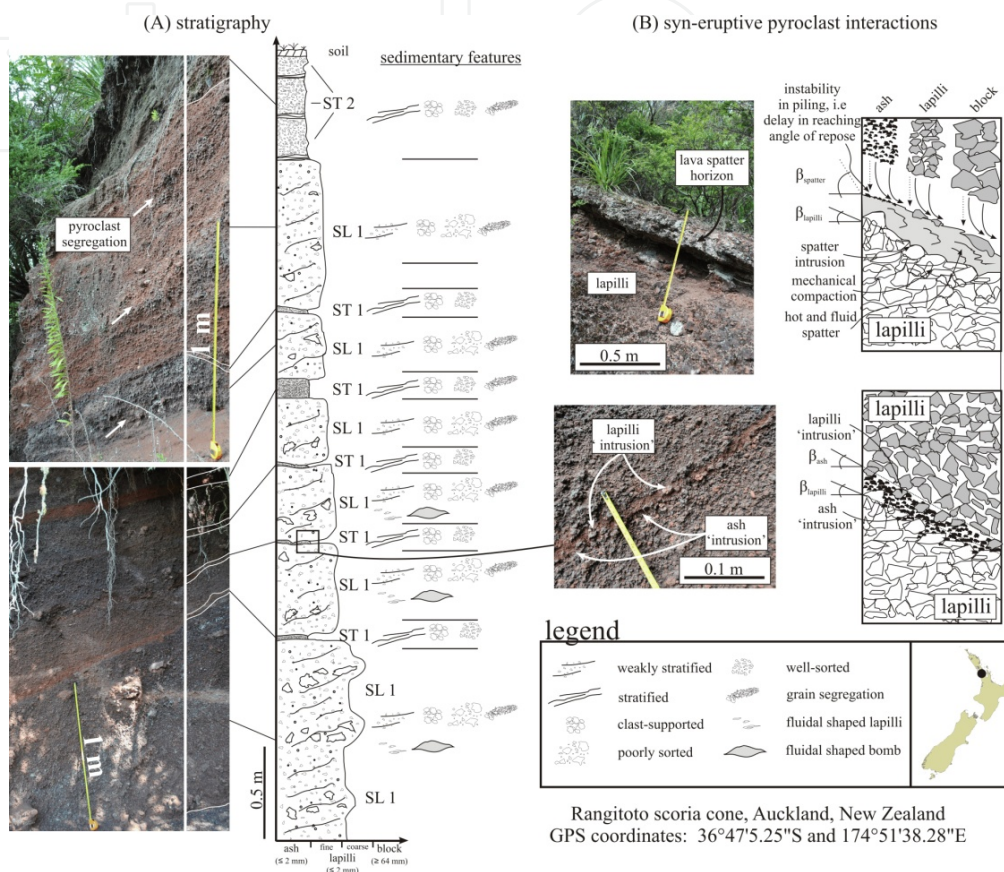 (A) stratigraphy
soil
sedimentary features
ST 2
pyroclast
segregation
SL 1
ST 1
SL 1
1 m
ST 1
SL 1
ST 1
SL 1
ST 1
SL 1
ST 1
SL 1
1 m
SL 1
0.5 m
ash
(≤ 2 mm)
fine
lapilli
(≤ 2 mm)
coarse
block
(≥ 64 mm)
(B) syn-eruptive pyroclast interactions
lava spatter
horizon
lapilli
0.5 m
instability
in piling, i.e
delay in reaching
angle of repose
ash
lapilli
block
βspatter
βlapilli
spatter
intrusion
mechanical
compaction
hot and fluid
spatter
lapilli
lapilli
'intrusion'
ash
'intrusion'
0.1 m
lapilli
lapilli
'intrusion'
βash
βlapilli
ash
'intrusion'
lapilli
legend
weakly stratified
well-sorted
stratified
grain segregation
clast-supported
fluidal shaped lapilli
poorly sorted
fluidal shaped bomb
Rangitoto scoria cone, Auckland, New Zealand
GPS coordinates: 36°47'5.25"S and 174°51'38.28"E